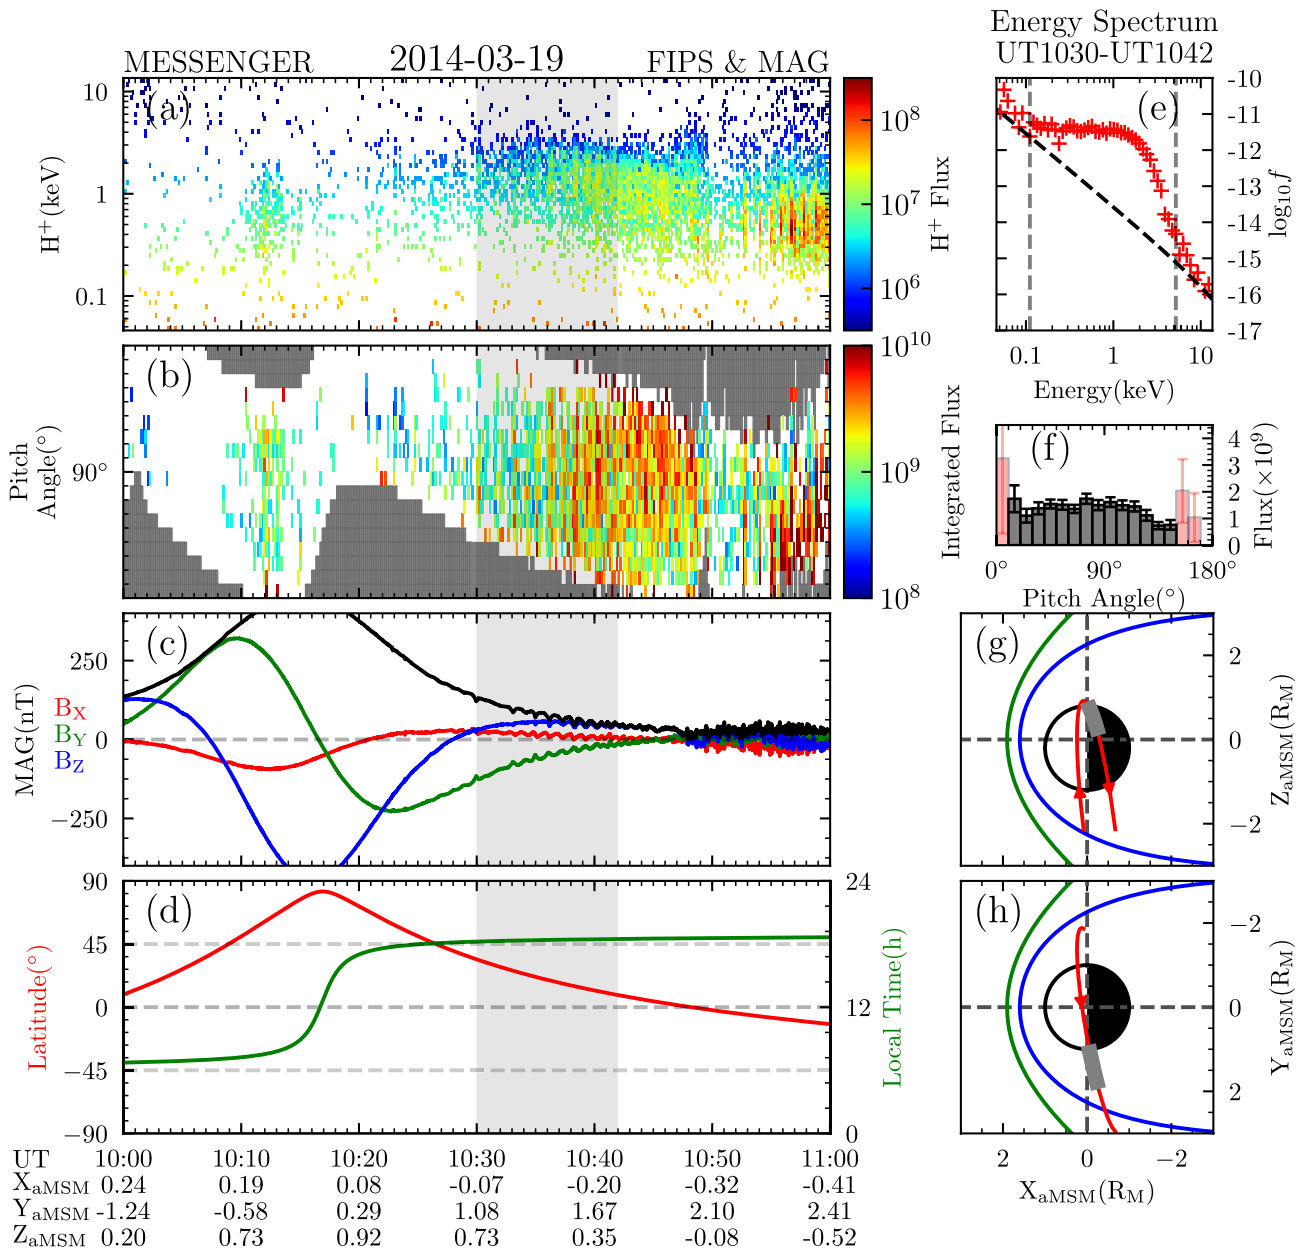 MESSENGER 2014-03-19 FIPS & MAG
Energy Spectrum
UT1030-UT1042
(a)
H+(keV)
10
1
0.1
10^8
10^7
10^6
H+ Flux
(e)
-10
-11
-12
-13
-14
-15
-16
-17
log10 f
0.1 1 10
Energy(keV)
(b)
Pitch
Angle(°)
90°
10^10
10^9
10^8
Integrated Flux
(f)
4
3
2
1
0
Flux(×10^9)
0° 90° 180°
Pitch Angle(°)
(c)
MAG(nT)
BX
BY
BZ
250
0
−250
(g)
2
0
−2
ZaMSM(RM)
(d)
Latitude(°)
90
45
0
−45
−90
24
12
0
Local Time(h)
(h)
−2
0
2
YaMSM(RM)
2 0 −2
XaMSM(RM)
UT 10:00 10:10 10:20 10:30 10:40 10:50 11:00
XaMSM 0.24 0.19 0.08 -0.07 -0.20 -0.32 -0.41
YaMSM -1.24 -0.58 0.29 1.08 1.67 2.10 2.41
ZaMSM 0.20 0.73 0.92 0.73 0.35 -0.08 -0.52